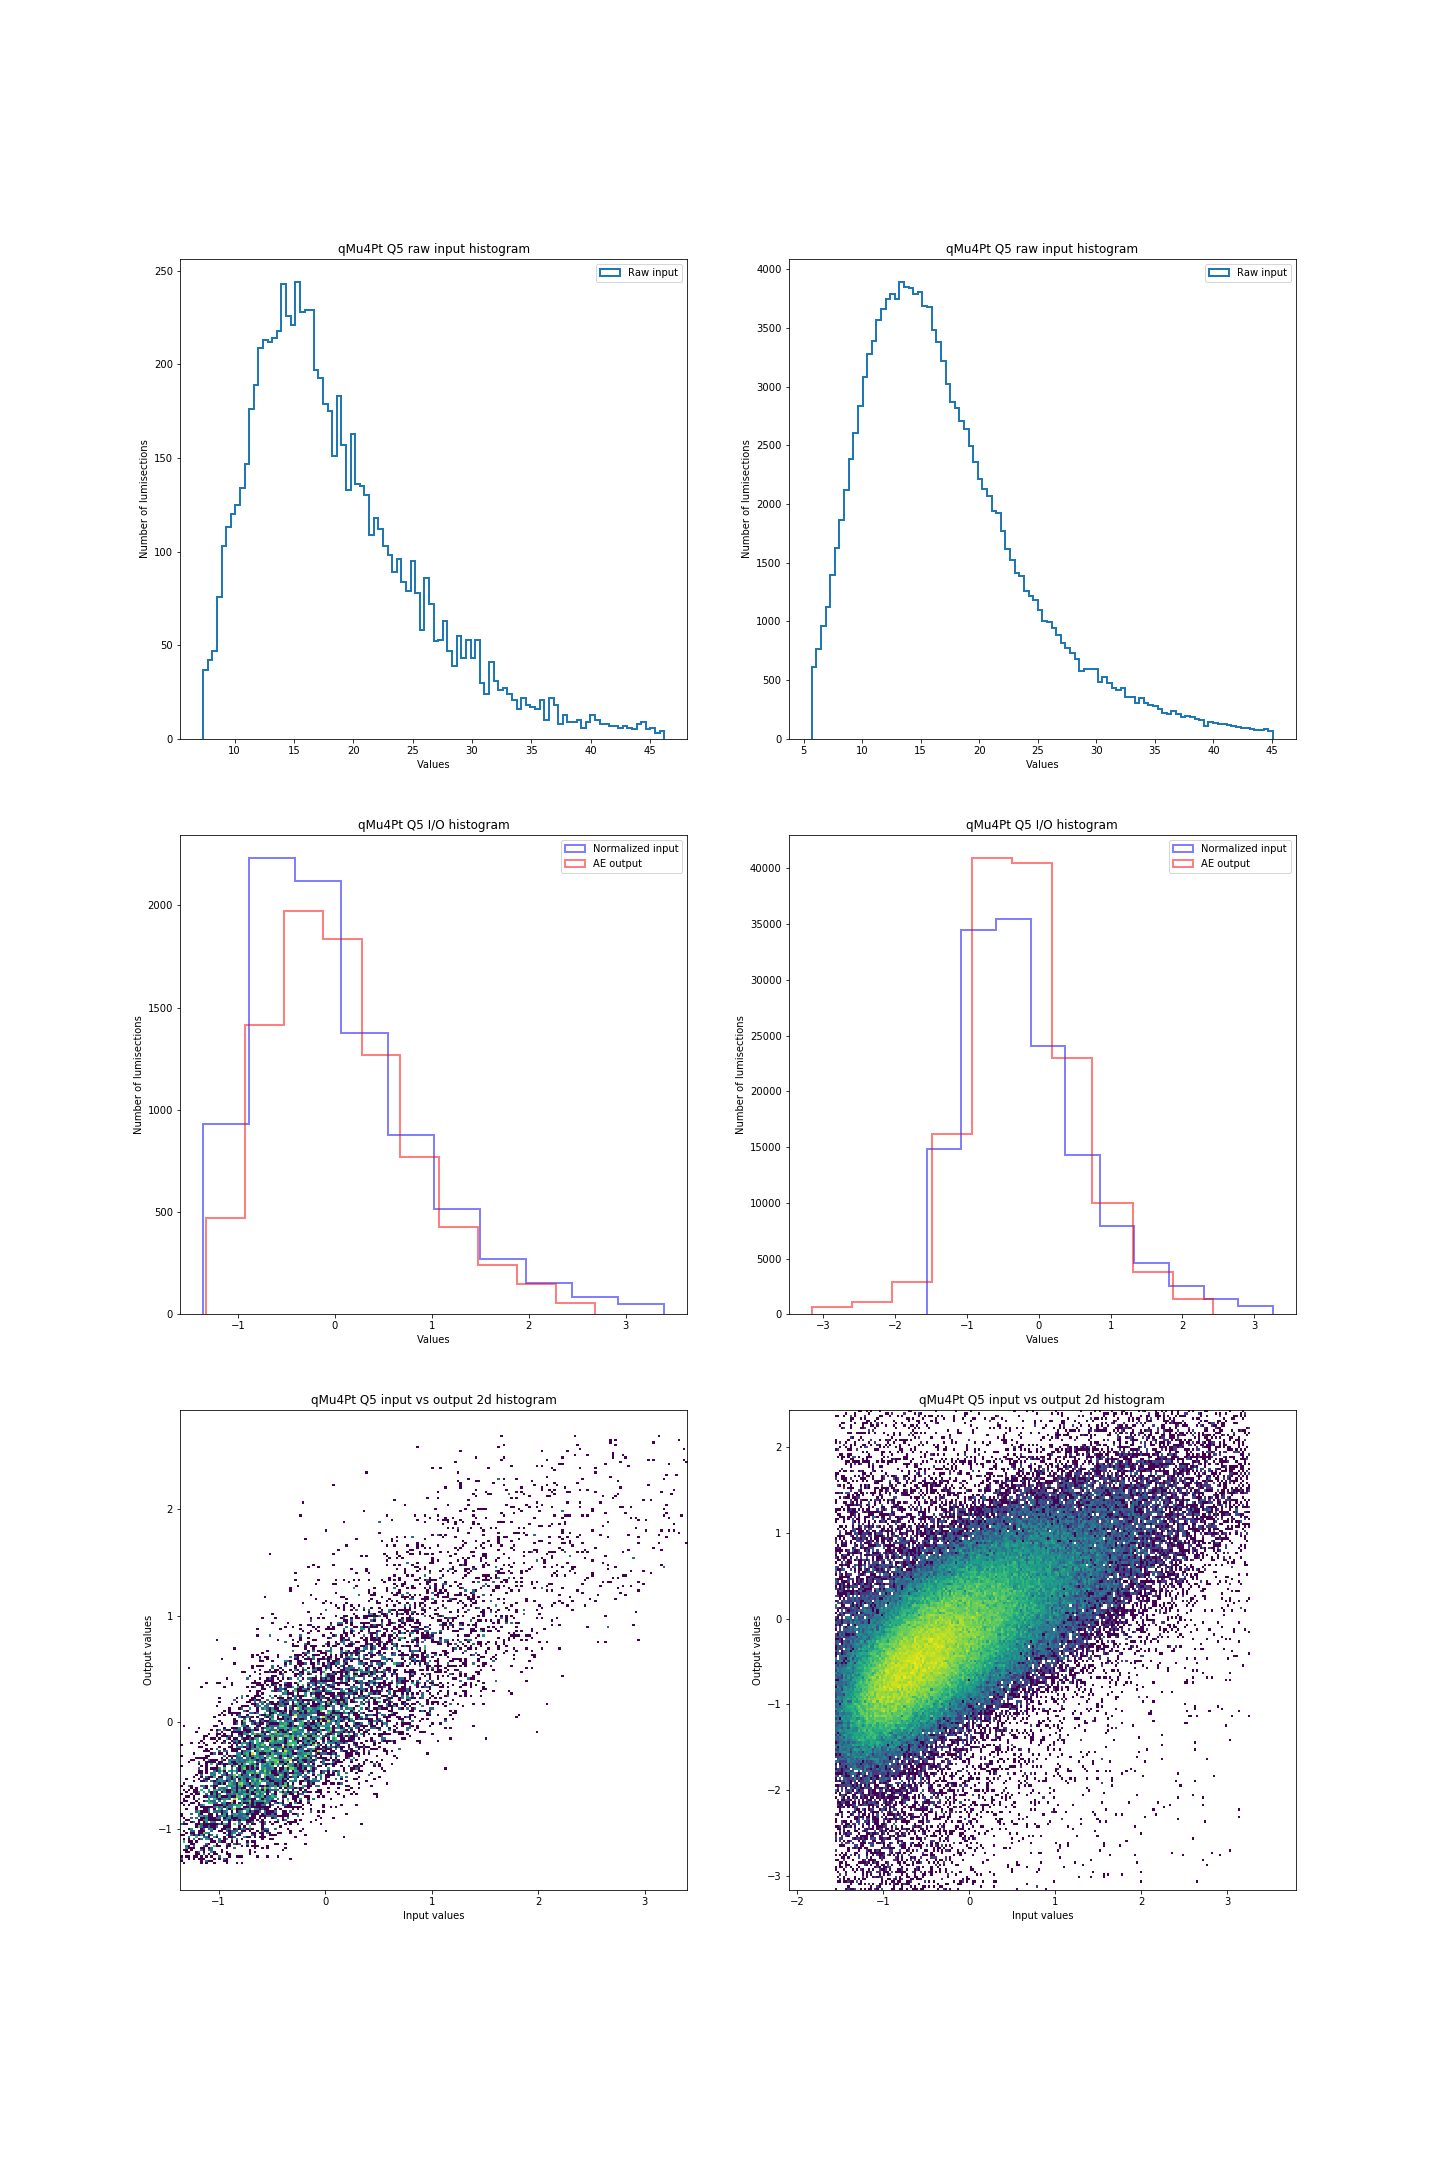 qMu4Pt Q5 raw input histogram
Raw input
250
200
150
100
50
0
Number of lumisections
10 15 20 25 30 35 40 45
Values
qMu4Pt Q5 raw input histogram
Raw input
4000
3500
3000
2500
2000
1500
1000
500
0
Number of lumisections
5 10 15 20 25 30 35 40 45
Values
qMu4Pt Q5 I/O histogram
Normalized input
AE output
2000
1500
1000
500
0
Number of lumisections
−1 0 1 2 3
Values
qMu4Pt Q5 I/O histogram
Normalized input
AE output
40000
35000
30000
25000
20000
15000
10000
5000
0
Number of lumisections
−3 −2 −1 0 1 2 3
Values
qMu4Pt Q5 input vs output 2d histogram
2
1
0
−1
Output values
−1 0 1 2 3
Input values
qMu4Pt Q5 input vs output 2d histogram
2
1
0
−1
−2
−3
Output values
−2 −1 0 1 2 3
Input values